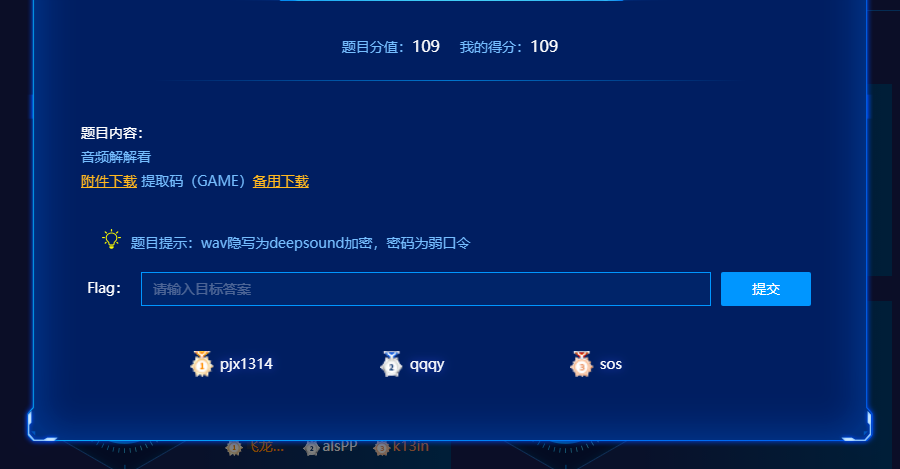 题目分值：109 我的得分：109
题目内容：
音频解解看
附件下载 提取码（GAME）备用下载
题目提示：wav隐写为deepsound加密，密码为弱口令
Flag： 请输入目标答案 提交
1 pjx1314 2 qqqy 3 sos
飞龙... alsPP k13in